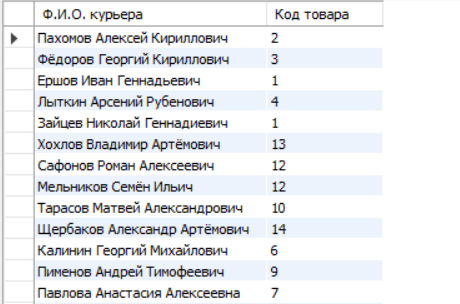 Ф.И.О. курьера Код товара
Пахомов Алексей Кириллович 2
Фёдоров Георгий Кириллович 3
Ершов Иван Геннадьевич 1
Лыткин Арсений Рубенович 4
Зайцев Николай Геннадиевич 1
Хохлов Владимир Артёмович 13
Сафонов Роман Алексеевич 12
Мельников Семён Ильич 12
Тарасов Матвей Александрович 10
Щербаков Александр Артёмович 14
Калинин Георгий Михайлович 6
Пименов Андрей Тимофеевич 9
Павлова Анастасия Алексеевна 7